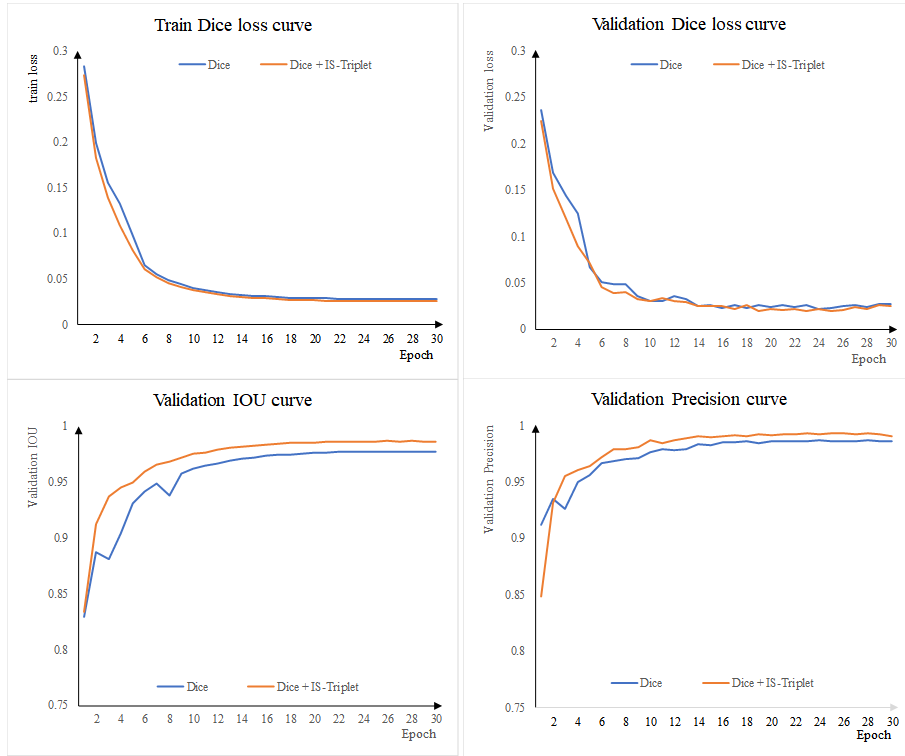 Train Dice loss curve
train loss
Dice
Dice + IS-Triplet
0.3
0.25
0.2
0.15
0.1
0.05
0
2 4 6 8 10 12 14 16 18 20 22 24 26 28 30
Epoch
Validation Dice loss curve
Validation loss
Dice
Dice + IS-Triplet
0.3
0.25
0.2
0.15
0.1
0.05
0
2 4 6 8 10 12 14 16 18 20 22 24 26 28 30
Epoch
Validation IOU curve
Validation IOU
1
0.95
0.9
0.85
0.8
0.75
Dice
Dice + IS-Triplet
2 4 6 8 10 12 14 16 18 20 22 24 26 28 30
Epoch
Validation Precision curve
Validation Precision
1
0.95
0.9
0.85
0.8
0.75
Dice
Dice + IS-Triplet
2 4 6 8 10 12 14 16 18 20 22 24 26 28 30
Epoch